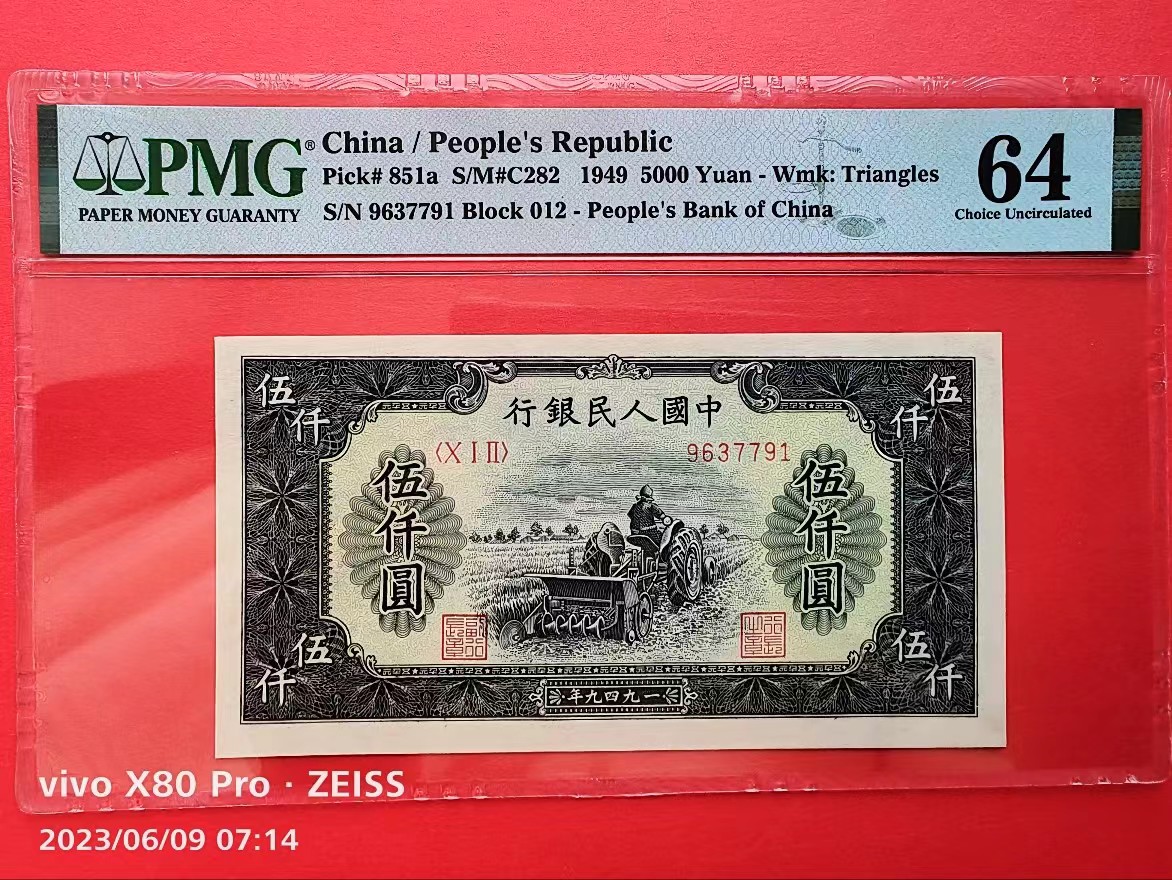 PMG® China / People's Republic
Pick# 851a S/M#C282 1949 5000 Yuan - Wmk: Triangles
PAPER MONEY GUARANTY
S/N 9637791 Block 012 - People's Bank of China
64
Choice Uncirculated
伍仟
伍仟
行銀民人國中
〈X I II〉
9637791
伍仟圓
伍仟圓
伍仟
伍仟
年九四九一
vivo X80 Pro · ZEISS
2023/06/09 07:14